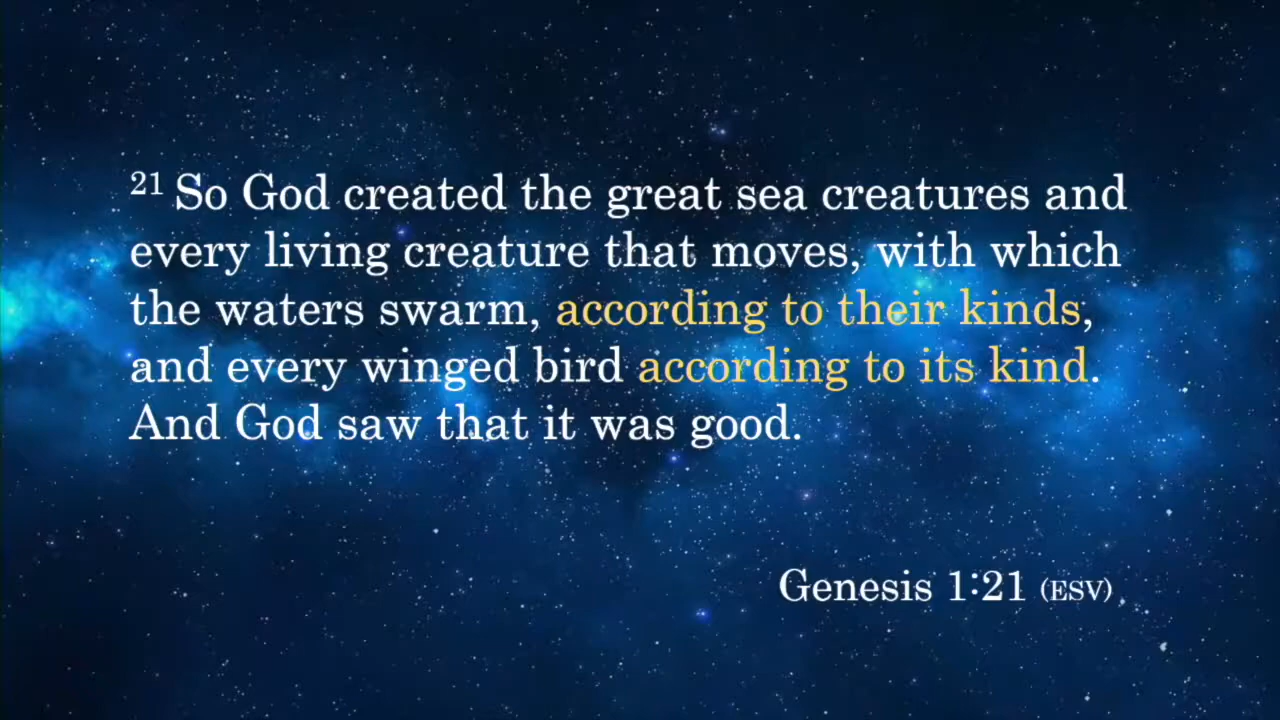 21 So God created the great sea creatures and
every living creature that moves, with which
the waters swarm, according to their kinds,
and every winged bird according to its kind.
And God saw that it was good.
Genesis 1:21 (ESV)